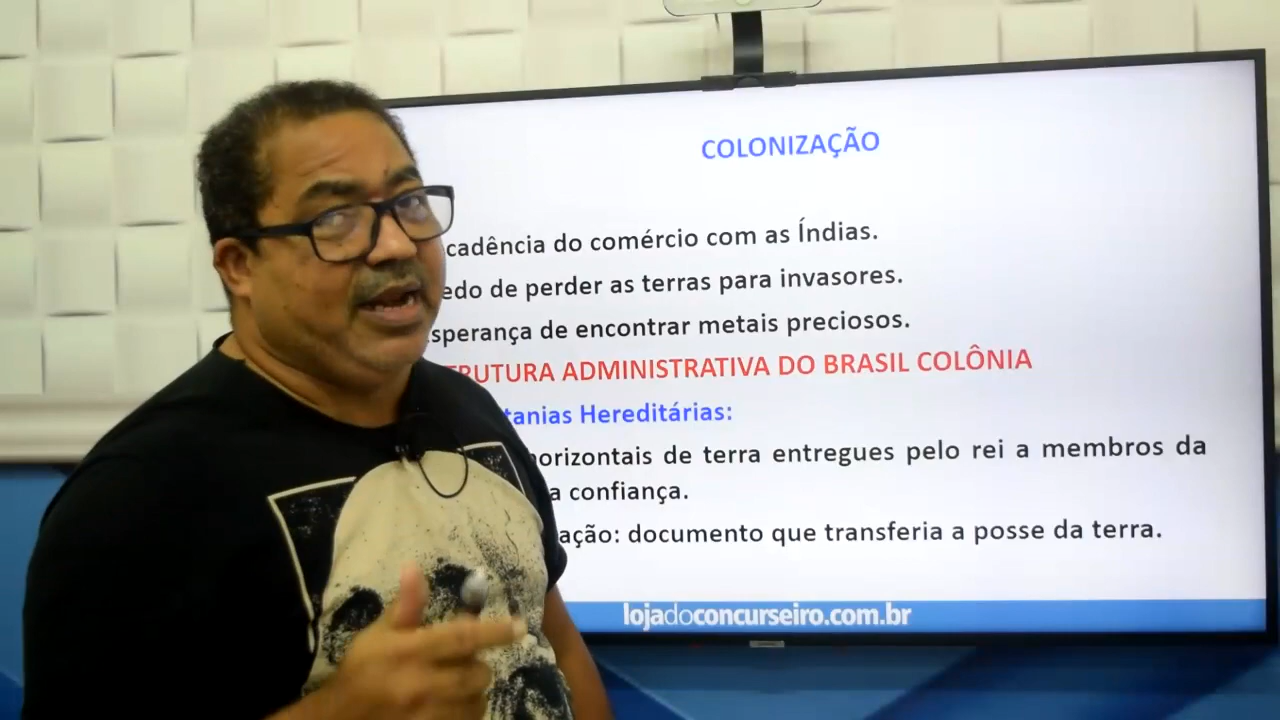 COLONIZAÇÃO
cadência do comércio com as Índias.
edo de perder as terras para invasores.
sperança de encontrar metais preciosos.
TRUTURA ADMINISTRATIVA DO BRASIL COLÔNIA
tanias Hereditárias:
horizontais de terra entregues pelo rei a membros da
a confiança.
ação: documento que transferia a posse da terra.
lojadoconcurseiro.com.br